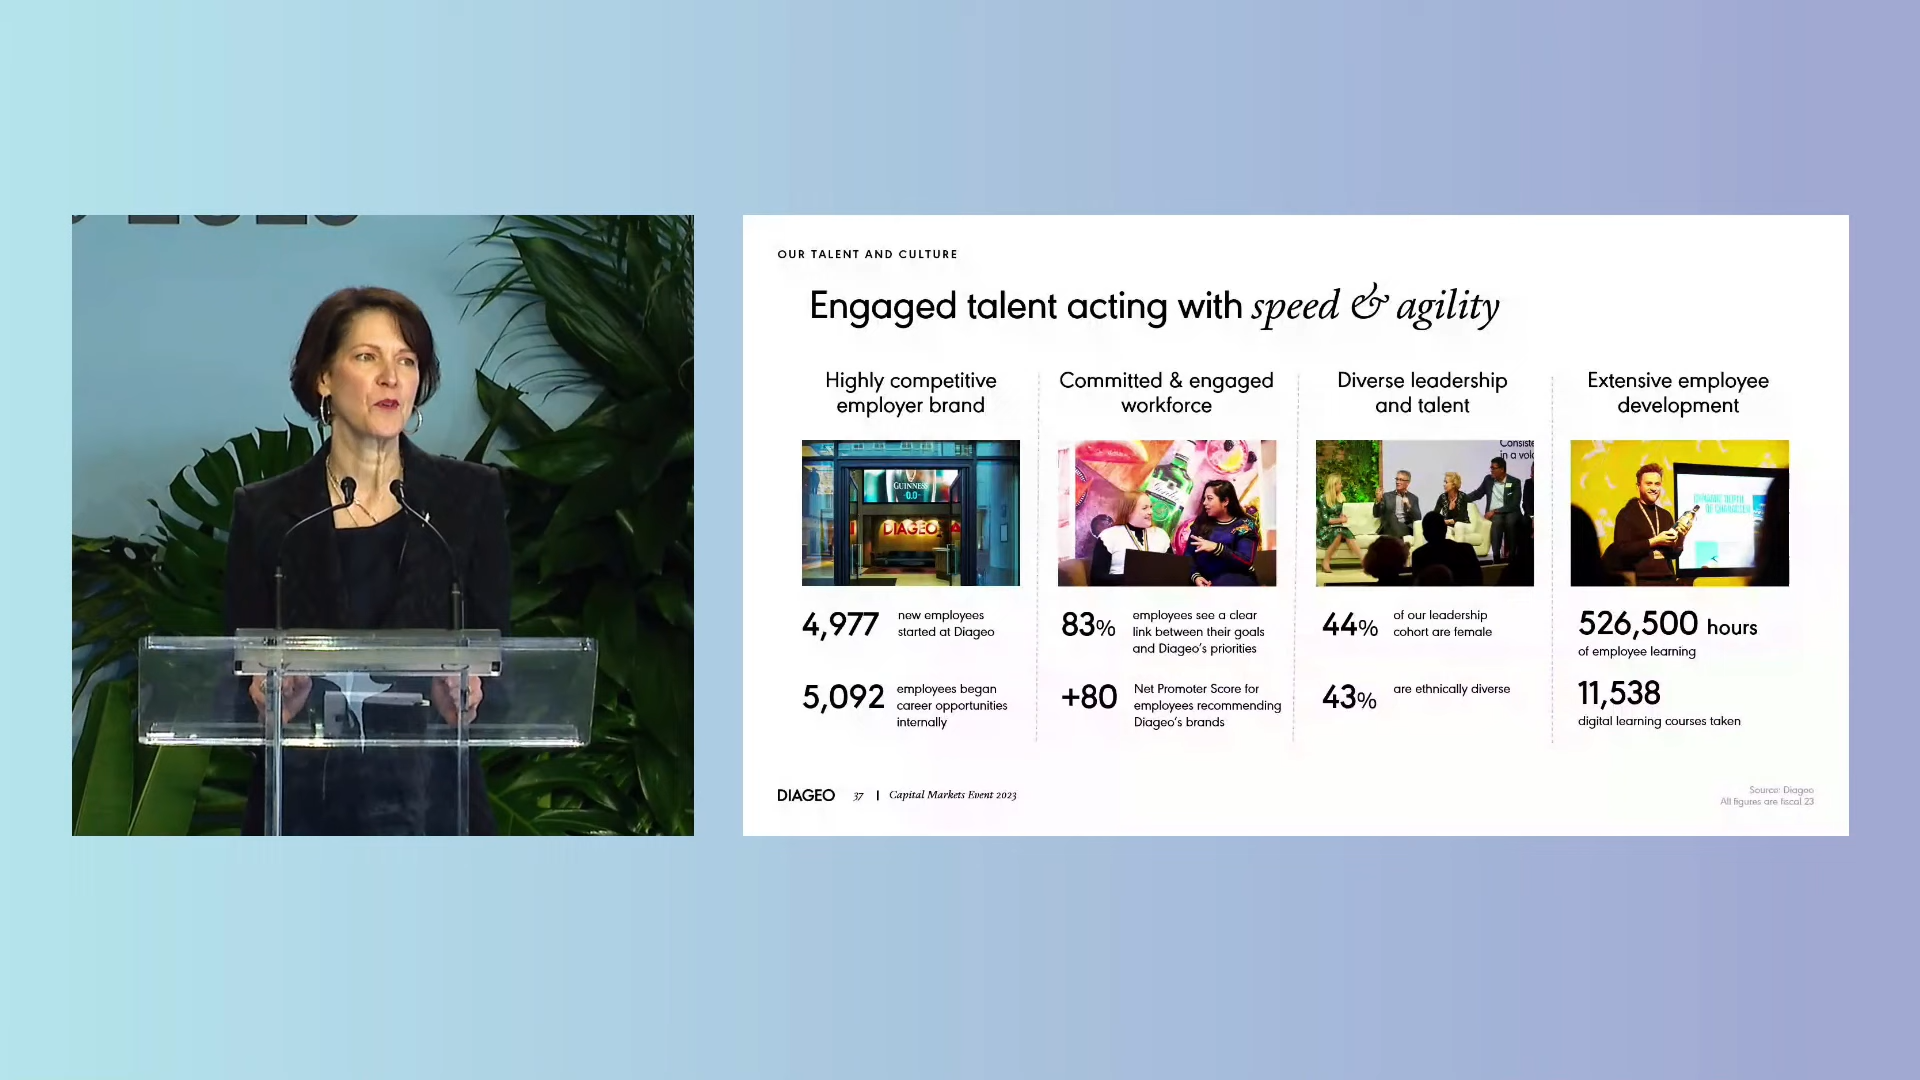 OUR TALENT AND CULTURE
Engaged talent acting with speed & agility
Highly competitive
employer brand
GUINNESS
0.0
DIAGEO
4,977 new employees
started at Diageo
5,092 employees began
career opportunities
internally
Committed & engaged
workforce
83% employees see a clear
link between their goals
and Diageo's priorities
+80 Net Promoter Score for
employees recommending
Diageo's brands
Diverse leadership
and talent
Consiste
in a vola
44% of our leadership
cohort are female
43% are ethnically diverse
Extensive employee
development
526,500 hours
of employee learning
11,538
digital learning courses taken
DIAGEO 37 | Capital Markets Event 2023
Source: Diageo
All figures are fiscal 23